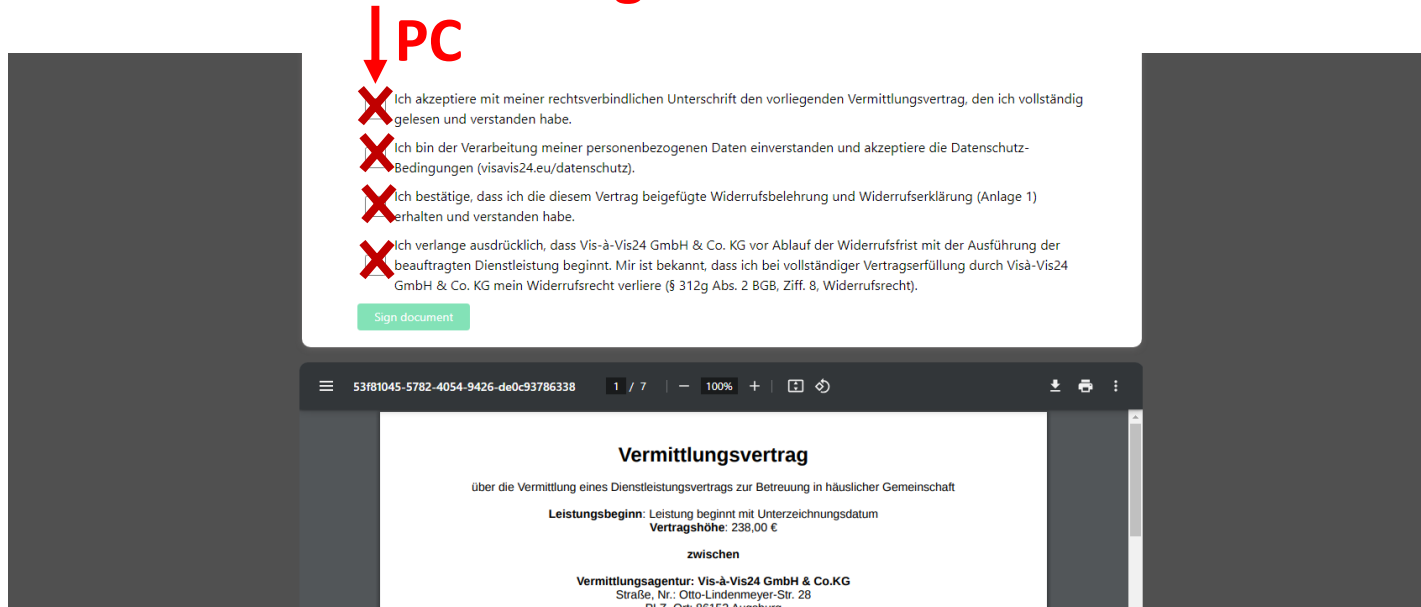 PC
Ich akzeptiere mit meiner rechtsverbindlichen Unterschrift den vorliegenden Vermittlungsvertrag, den ich vollständig
gelesen und verstanden habe.
Ich bin der Verarbeitung meiner personenbezogenen Daten einverstanden und akzeptiere die Datenschutz-
Bedingungen (visavis24.eu/datenschutz).
Ich bestätige, dass ich die diesem Vertrag beigefügte Widerrufsbelehrung und Widerrufserklärung (Anlage 1)
erhalten und verstanden habe.
Ich verlange ausdrücklich, dass Vis-à-Vis24 GmbH & Co. KG vor Ablauf der Widerrufsfrist mit der Ausführung der
beauftragten Dienstleistung beginnt. Mir ist bekannt, dass ich bei vollständiger Vertragserfüllung durch Visà-Vis24
GmbH & Co. KG mein Widerrufsrecht verliere (§ 312g Abs. 2 BGB, Ziff. 8, Widerrufsrecht).
Sign document
53f81045-5782-4054-9426-de0c93786338 1 / 7 100%
Vermittlungsvertrag
über die Vermittlung eines Dienstleistungsvertrags zur Betreuung in häuslicher Gemeinschaft
Leistungsbeginn: Leistung beginnt mit Unterzeichnungsdatum
Vertragshöhe: 238,00 €
zwischen
Vermittlungsagentur: Vis-à-Vis24 GmbH & Co.KG
Straße, Nr.: Otto-Lindenmeyer-Str. 28
PLZ, Ort: 86153 Augsburg